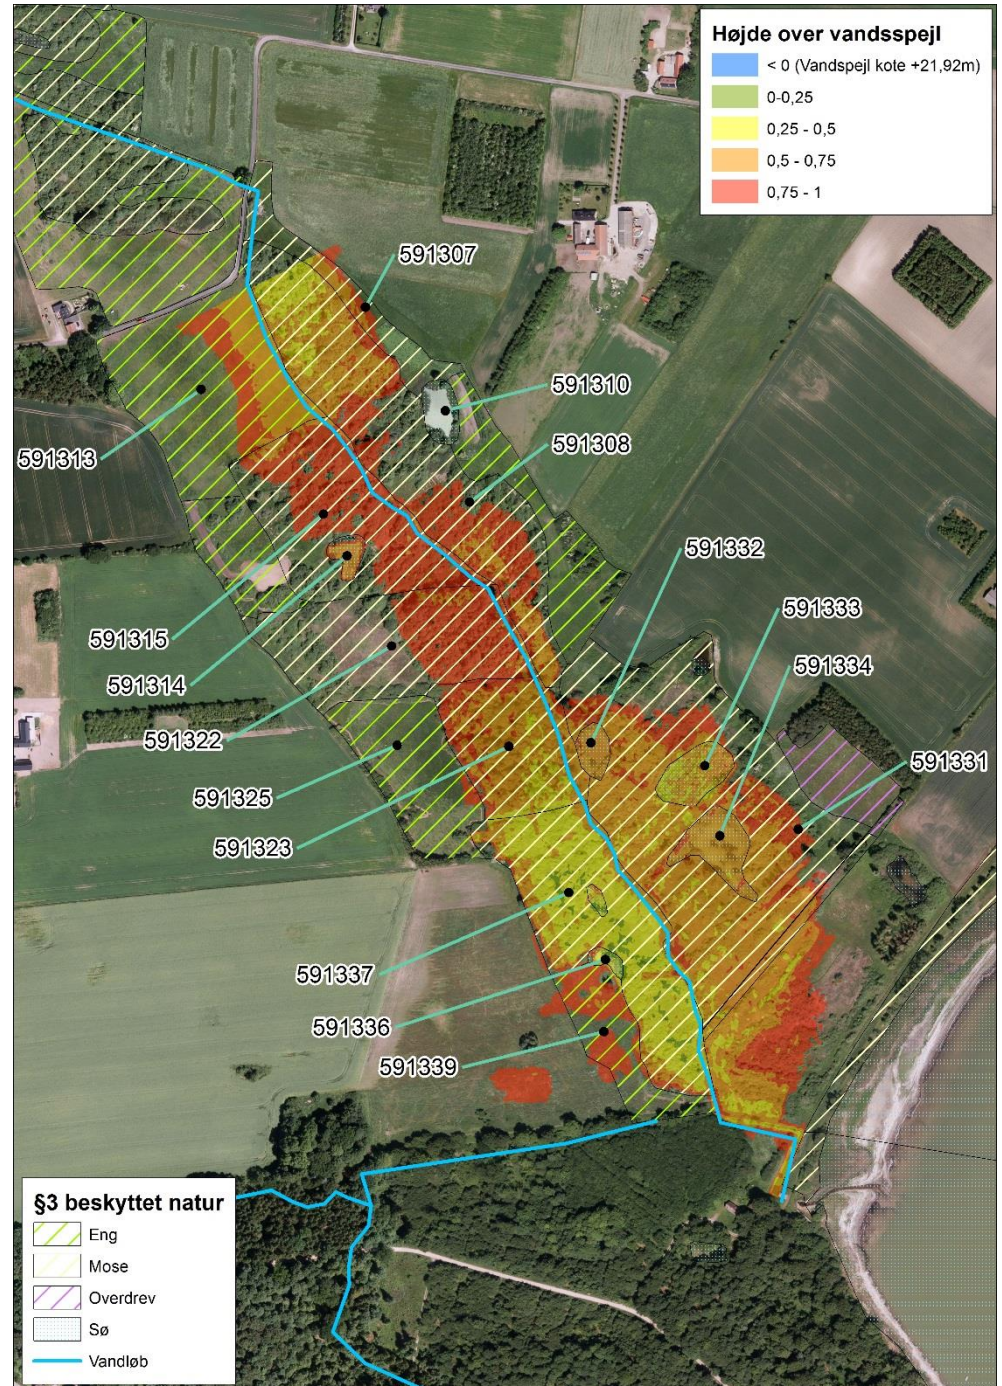 Højde over vandsspejl
< 0 (Vandspejl kote +21,92m)
0-0,25
0,25 - 0,5
0,5 - 0,75
0,75 - 1
591307
591310
591313
591308
591332
591333
591315
591334
591314
591322
591331
591325
591323
591337
591336
591339
§3 beskyttet natur
Eng
Mose
Overdrev
Sø
Vandløb